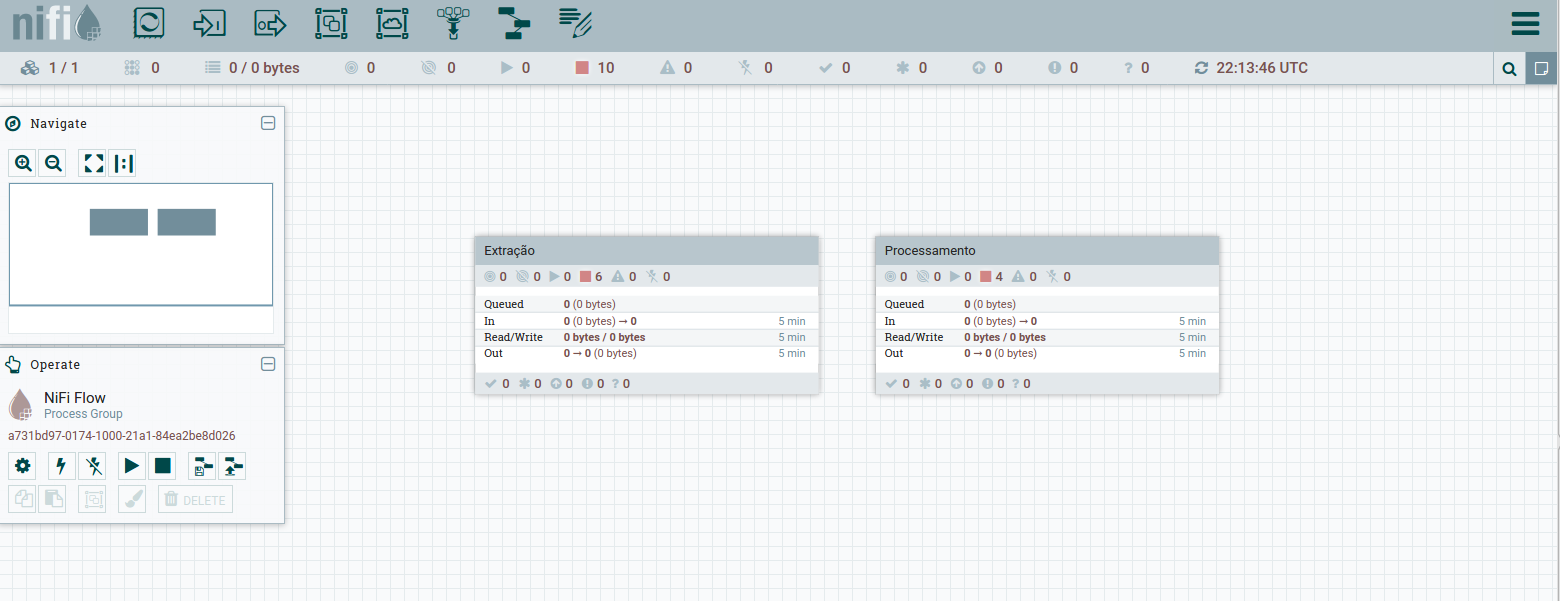 nifi
1 / 1 0 0 / 0 bytes 0 0 0 10 0 0 0 0 0 0 ? 0 22:13:46 UTC
Navigate
Operate
NiFi Flow
Process Group
a731bd97-0174-1000-21a1-84ea2be8d026
DELETE
Extração
0 0 0 6 0 0
Queued 0 (0 bytes)
In 0 (0 bytes) → 0 5 min
Read/Write 0 bytes / 0 bytes 5 min
Out 0 → 0 (0 bytes) 5 min
0 0 0 0 ? 0
Processamento
0 0 0 4 0 0
Queued 0 (0 bytes)
In 0 (0 bytes) → 0 5 min
Read/Write 0 bytes / 0 bytes 5 min
Out 0 → 0 (0 bytes) 5 min
0 0 0 0 ? 0